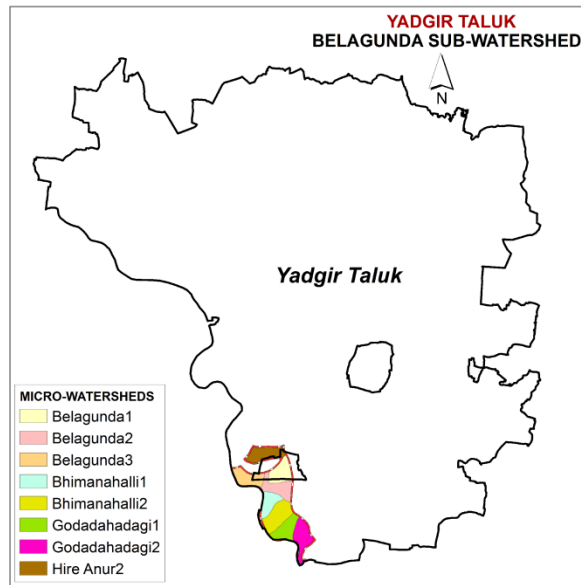 YADGIR TALUK
BELAGUNDA SUB-WATERSHED
N
Yadgir Taluk
MICRO-WATERSHEDS
Belagunda1
Belagunda2
Belagunda3
Bhimanahalli1
Bhimanahalli2
Godadahadagi1
Godadahadagi2
Hire Anur2